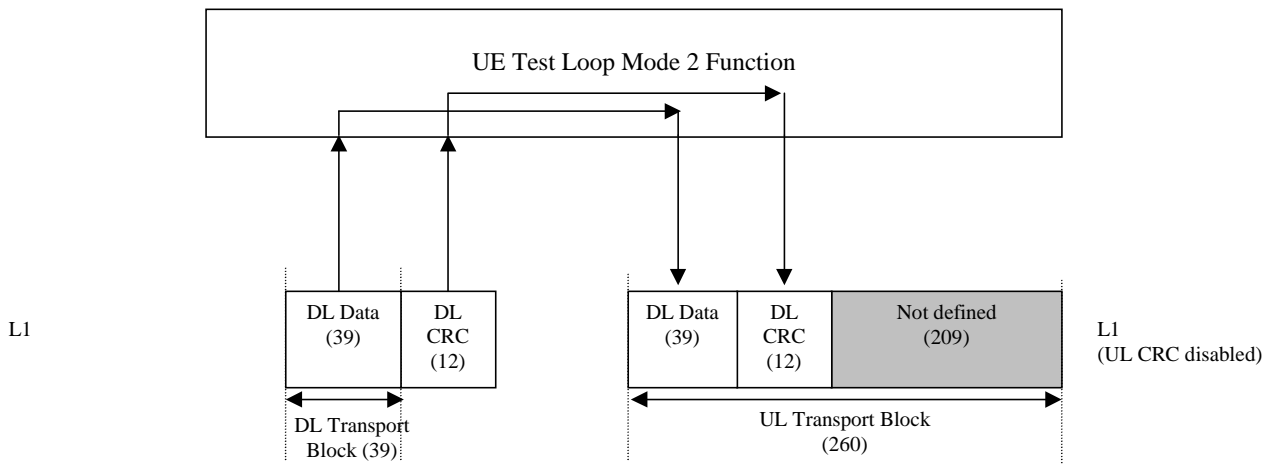 UE Test Loop Mode 2 Function
L1
DL Data
(39)
DL
CRC
(12)
DL Data
(39)
DL
CRC
(12)
Not defined
(209)
L1
(UL CRC disabled)
DL Transport
Block (39)
UL Transport Block
(260)